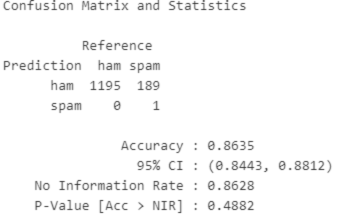 Confusion Matrix and Statistics
Reference
Prediction ham spam
ham 1195 189
spam 0 1
Accuracy : 0.8635
95% CI : (0.8443, 0.8812)
No Information Rate : 0.8628
P-Value [Acc > NIR] : 0.4882